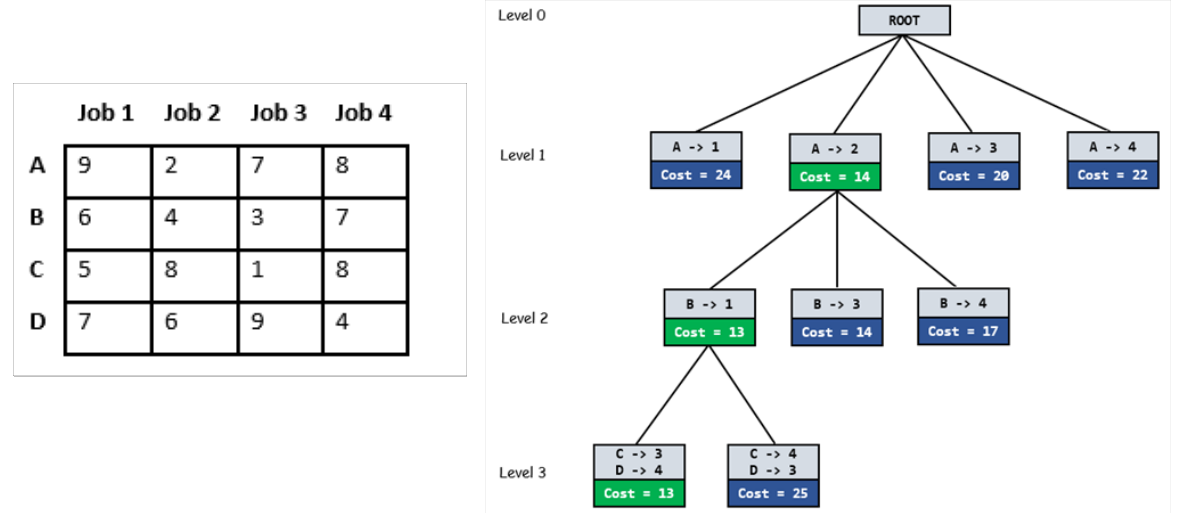 Job 1 Job 2 Job 3 Job 4
A 9 2 7 8
B 6 4 3 7
C 5 8 1 8
D 7 6 9 4
Level 0
ROOT
Level 1
A -> 1
Cost = 24
A -> 2
Cost = 14
A -> 3
Cost = 20
A -> 4
Cost = 22
Level 2
B -> 1
Cost = 13
B -> 3
Cost = 14
B -> 4
Cost = 17
Level 3
C -> 3
D -> 4
Cost = 13
C -> 4
D -> 3
Cost = 25